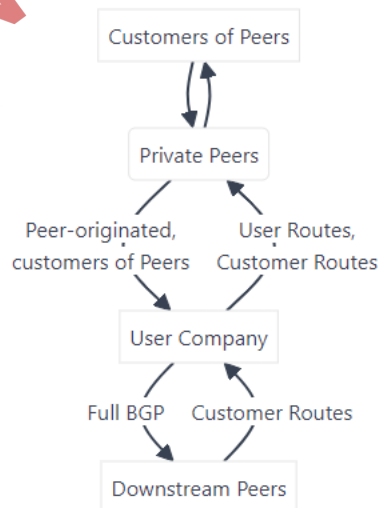 Customers of Peers
Private Peers
Peer-originated,
customers of Peers
User Routes,
Customer Routes
User Company
Full BGP
Customer Routes
Downstream Peers